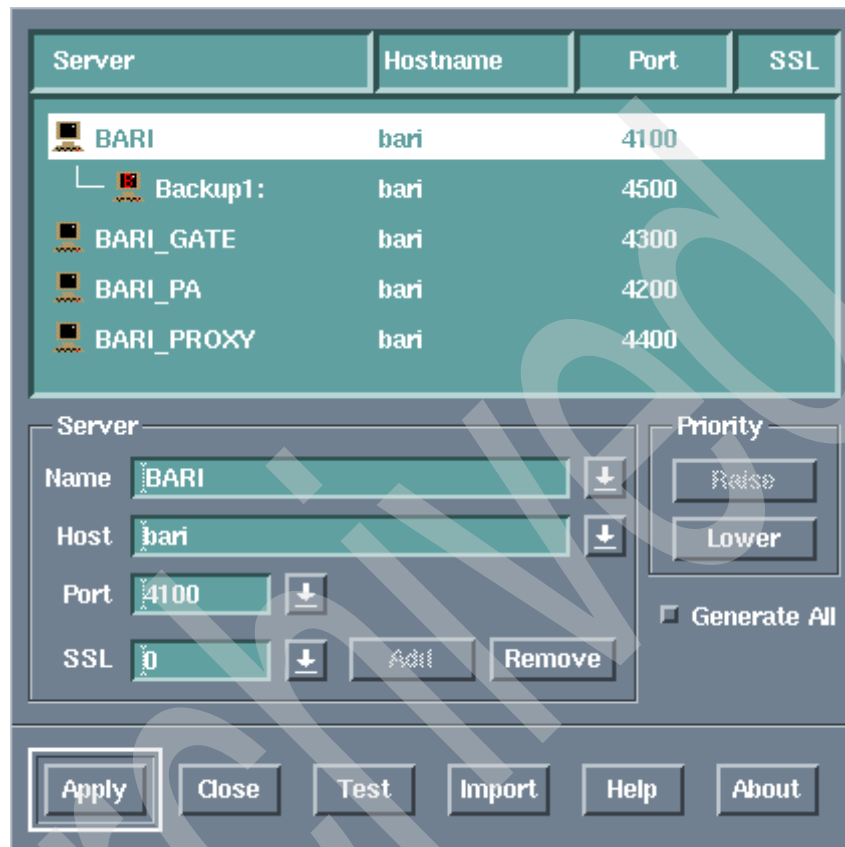 Server Hostname Port SSL
BARI bari 4100
Backup1: bari 4500
BARI_GATE bari 4300
BARI_PA bari 4200
BARI_PROXY bari 4400
Server
Priority
Name BARI
Raise
Host bari
Lower
Port 4100
Generate All
SSL 0 Add Remove
Apply Close Test Import Help About